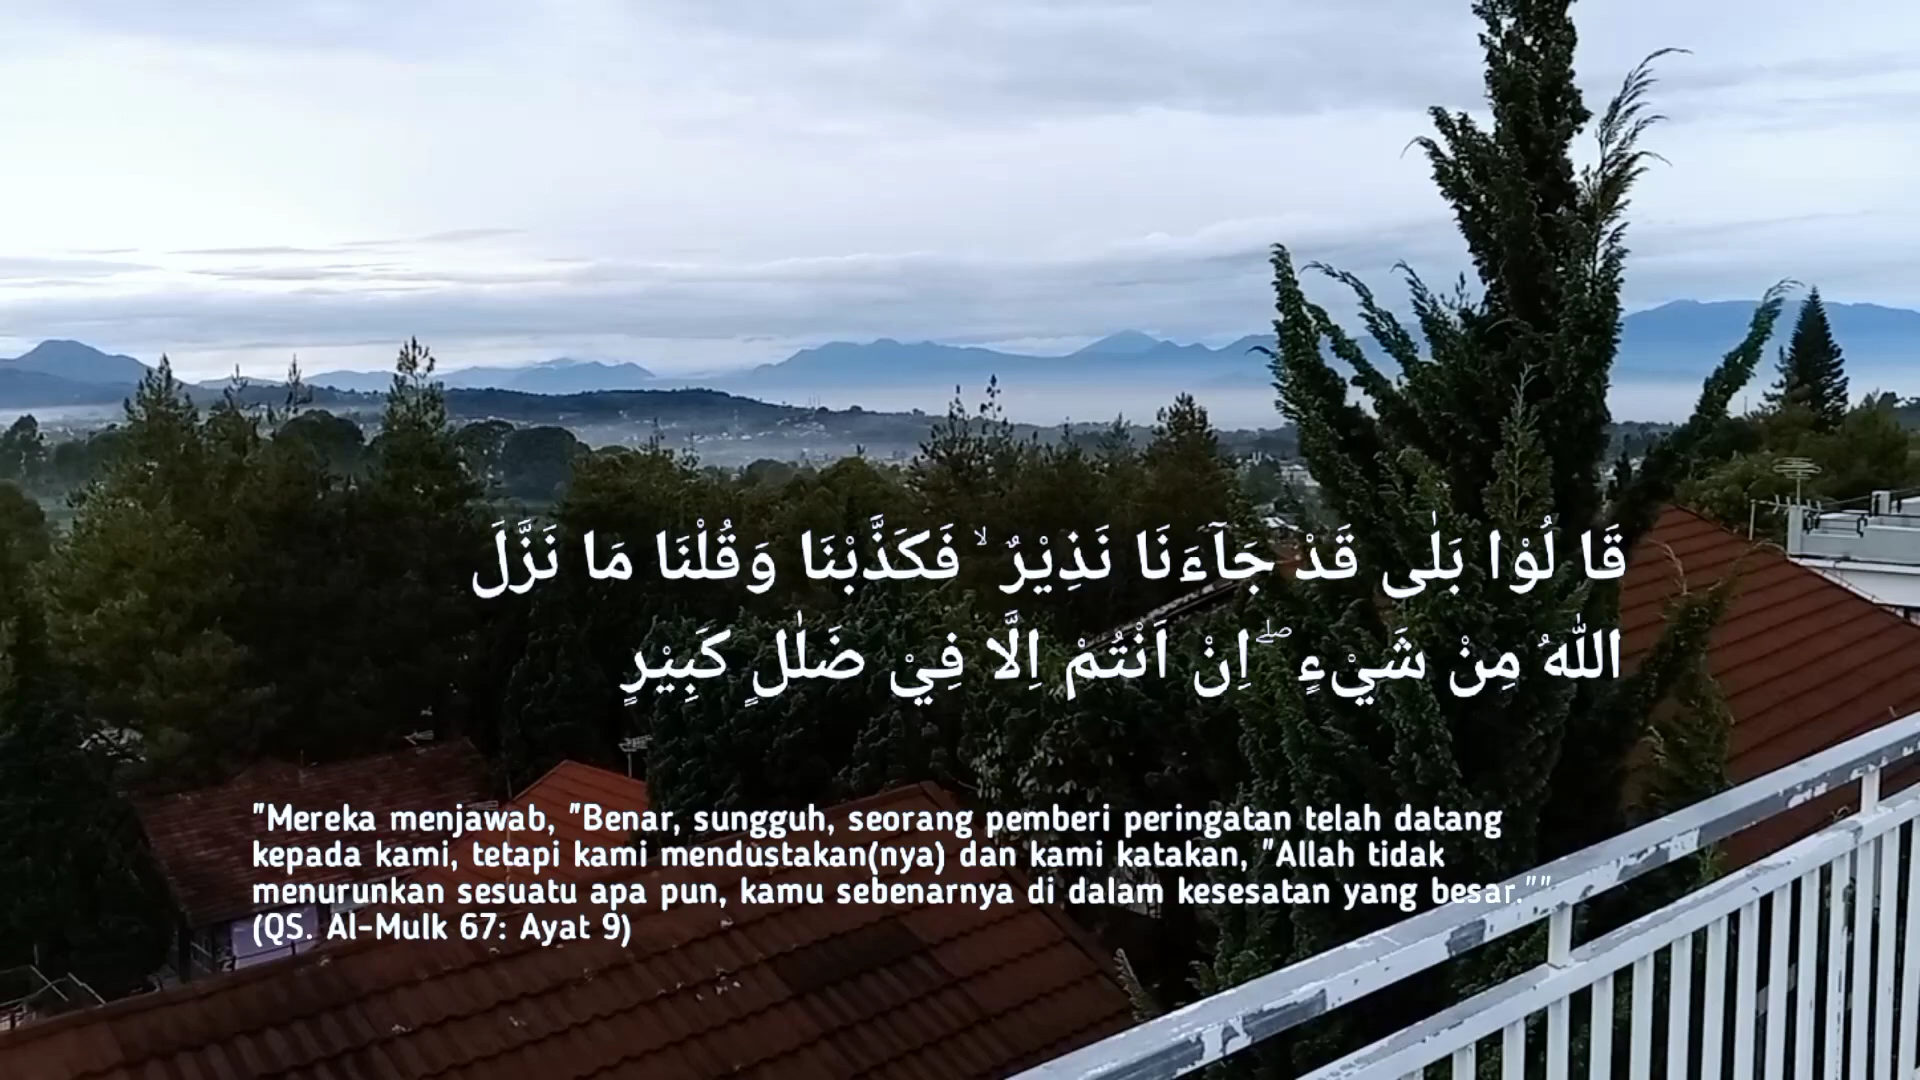 قَا لُوْا بَلٰى قَدْ جَآءَنَا نَذِيْرٌ ۙ فَكَذَّبْنَا وَقُلْنَا مَا نَزَّلَ
اللّٰهُ مِنْ شَيْءٍ ۖ اِنْ اَنْتُمْ اِلَّا فِيْ ضَلٰلٍ كَبِيْرٍ
"Mereka menjawab, "Benar, sungguh, seorang pemberi peringatan telah datang
kepada kami, tetapi kami mendustakan(nya) dan kami katakan, "Allah tidak
menurunkan sesuatu apa pun, kamu sebenarnya di dalam kesesatan yang besar.""
(QS. Al-Mulk 67: Ayat 9)